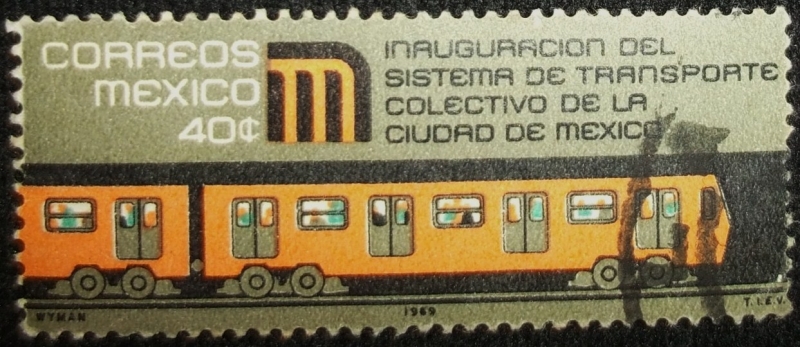 CORREOS
MEXICO
40¢
INAUGURACION DEL
SISTEMA DE TRANSPORTE
COLECTIVO DE LA
CIUDAD DE MEXICO
WYMAN
1969
T.I.E.V.